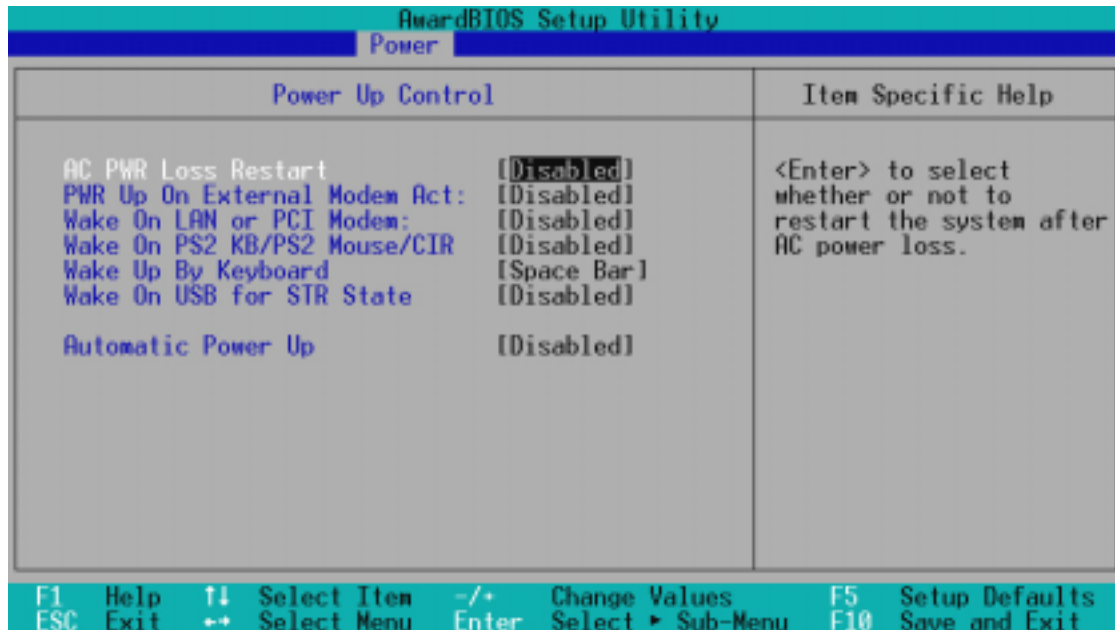 AwardBIOS Setup Utility
Power
Power Up Control
Item Specific Help
AC PWR Loss Restart [Disabled]
PWR Up On External Modem Act: [Disabled]
Wake On LAN or PCI Modem: [Disabled]
Wake On PS2 KB/PS2 Mouse/CIR [Disabled]
Wake Up By Keyboard [Space Bar]
Wake On USB for STR State [Disabled]
Automatic Power Up [Disabled]
<Enter> to select
whether or not to
restart the system after
AC power loss.
F1 Help ↑↓ Select Item -/+ Change Values F5 Setup Defaults
ESC Exit ←→ Select Menu Enter Select ► Sub-Menu F10 Save and Exit